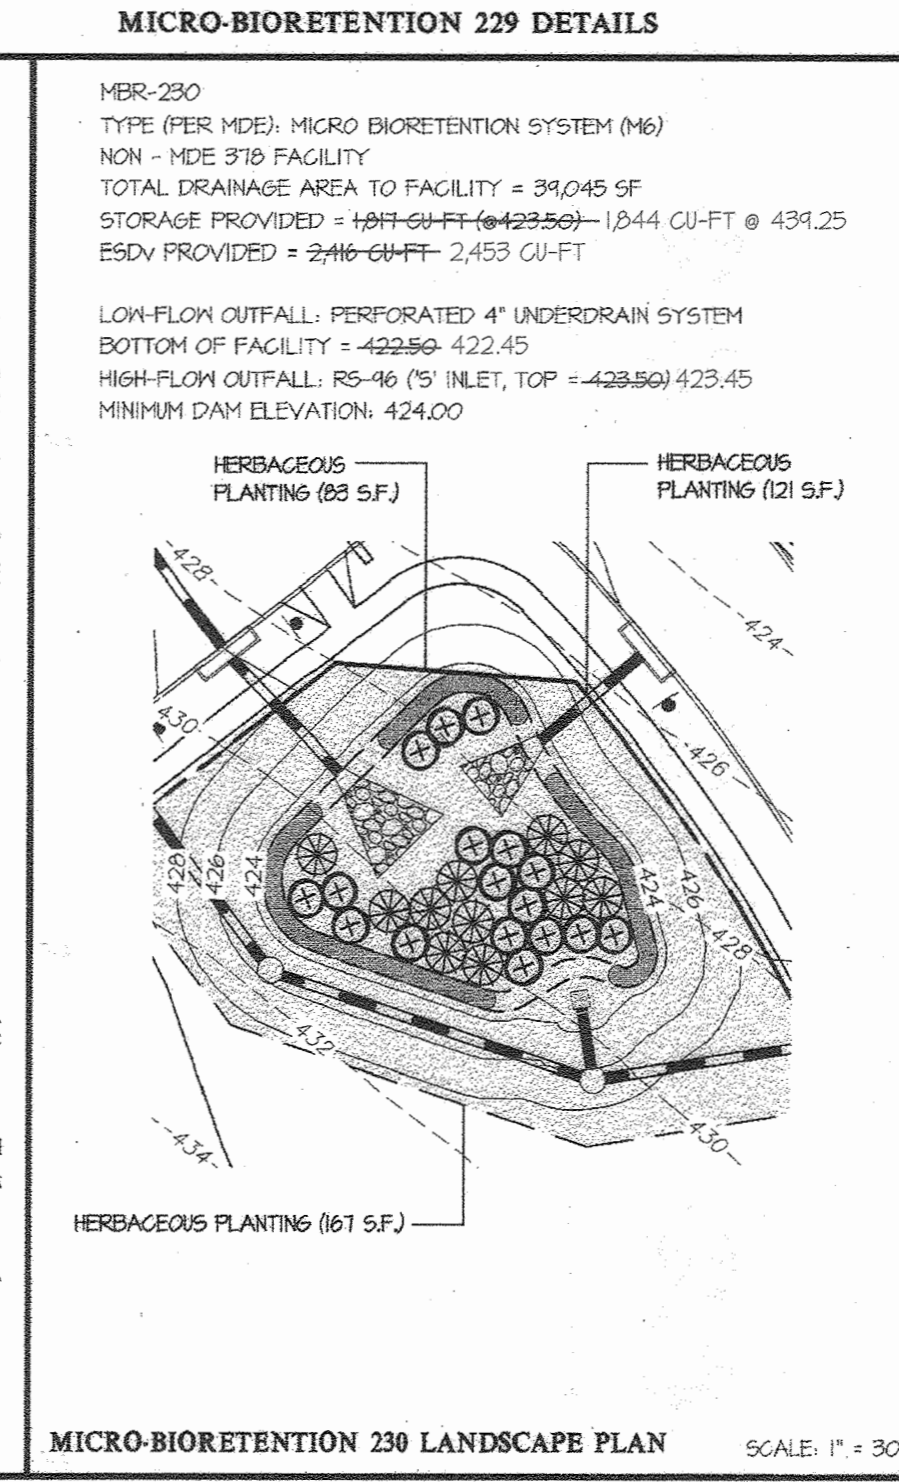 MICRO-BIORETENTION 229 DETAILS
MBR-230
TYPE (PER MDE): MICRO BIORETENTION SYSTEM (M6)
NON - MDE 378 FACILITY
TOTAL DRAINAGE AREA TO FACILITY = 39,045 SF
STORAGE PROVIDED = 1,817 CU-FT (@423.50) 1,844 CU-FT @ 439.25
ESDv PROVIDED = 2,416 CU-FT 2,453 CU-FT
LOW-FLOW OUTFALL: PERFORATED 4" UNDERDRAIN SYSTEM
BOTTOM OF FACILITY = 422.50 422.45
HIGH-FLOW OUTFALL: RS-96 ('S' INLET, TOP = 423.50) 423.45
MINIMUM DAM ELEVATION: 424.00
HERBACEOUS
PLANTING (83 S.F.)
HERBACEOUS
PLANTING (121 S.F.)
428
424
430
426
428
426
424
424
426
428
432
434
430
HERBACEOUS PLANTING (167 S.F.)
MICRO-BIORETENTION 230 LANDSCAPE PLAN
SCALE: 1" = 30